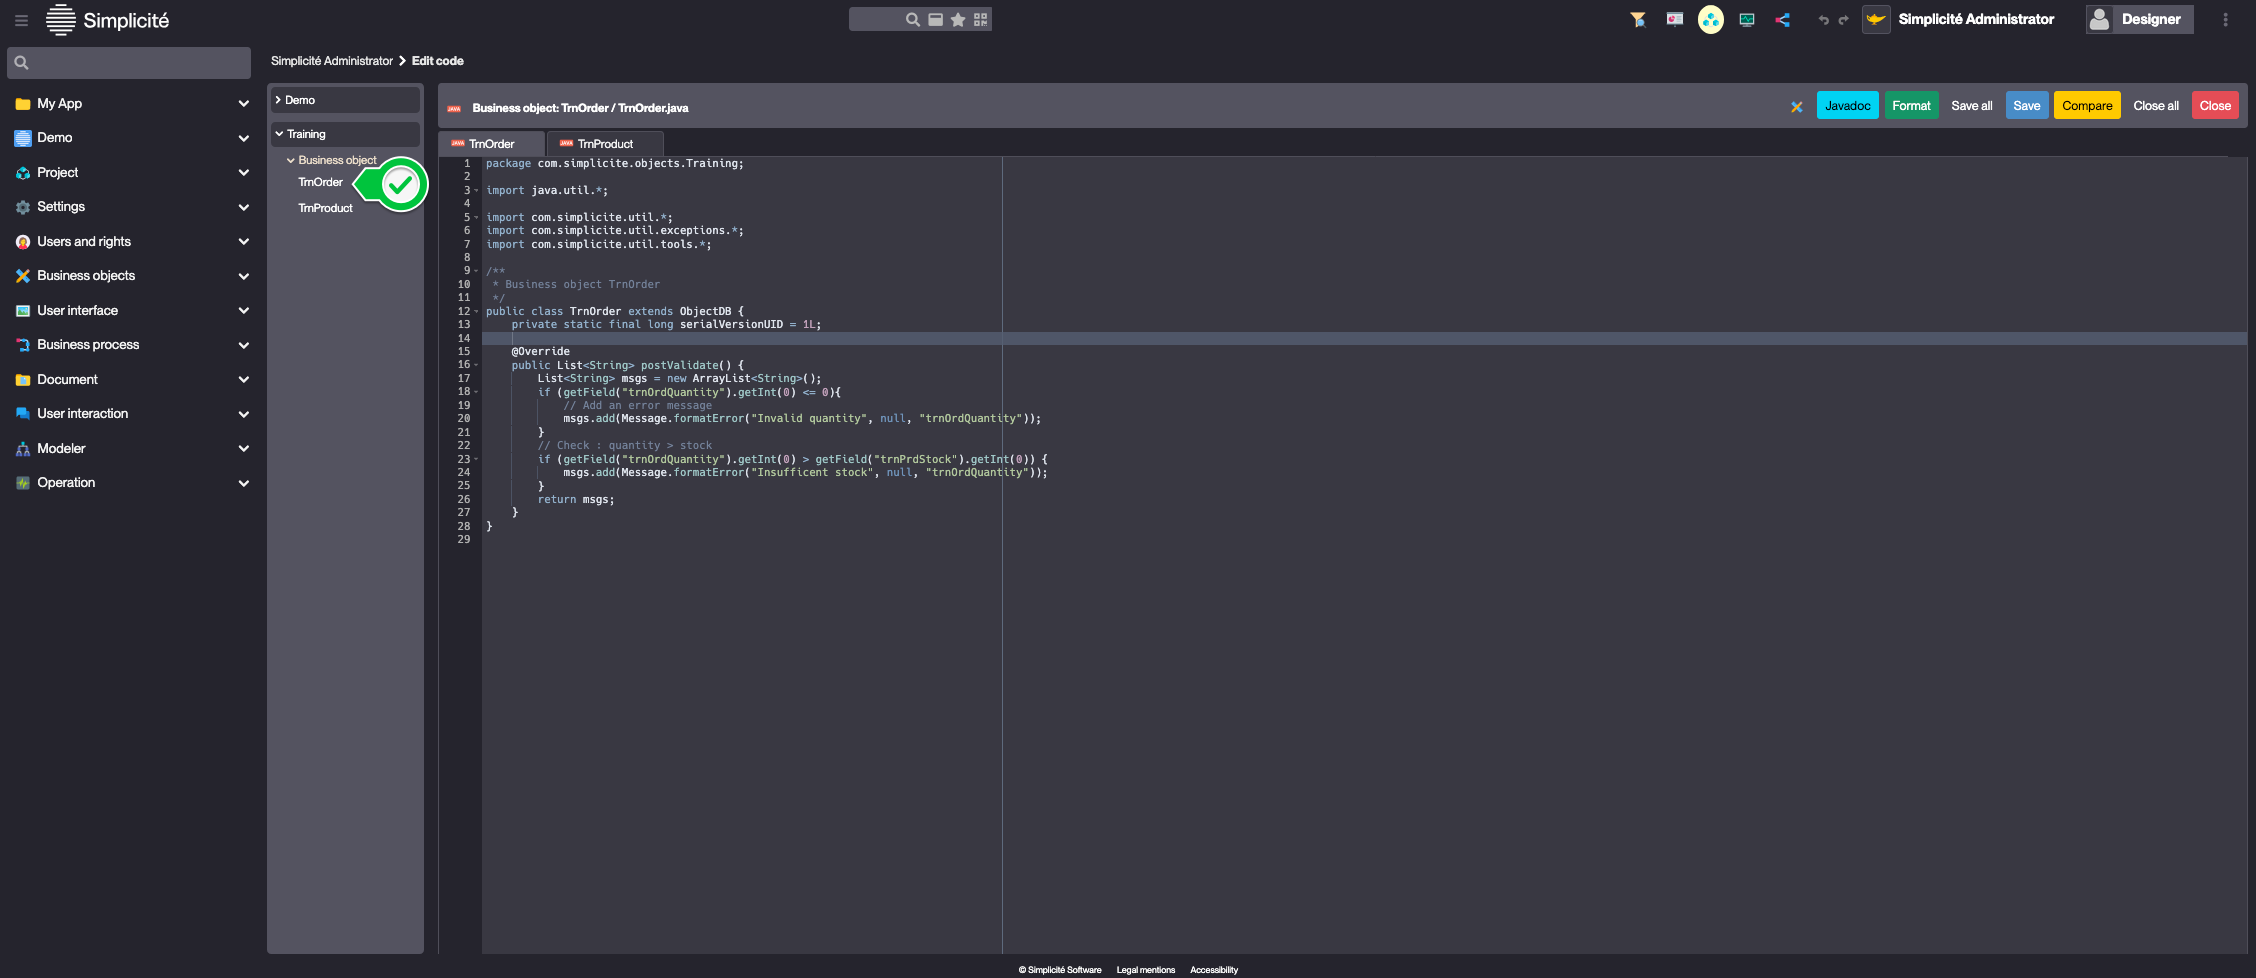 Simplicité
Simplicité Administrator
Designer
Simplicité Administrator > Edit code
My App
Demo
Project
Settings
Users and rights
Business objects
User interface
Business process
Document
User interaction
Modeler
Operation
Demo
Training
Business object
TrnOrder
TrnProduct
JAVA Business object: TrnOrder / TrnOrder.java
Javadoc Format Save all Save Compare Close all Close
JAVA TrnOrder JAVA TrnProduct
1 package com.simplicite.objects.Training;
2
3 import java.util.*;
4
5 import com.simplicite.util.*;
6 import com.simplicite.util.exceptions.*;
7 import com.simplicite.util.tools.*;
8
9 /**
10 * Business object TrnOrder
11 */
12 public class TrnOrder extends ObjectDB {
13 private static final long serialVersionUID = 1L;
14
15 @Override
16 public List<String> postValidate() {
17 List<String> msgs = new ArrayList<String>();
18 if (getField("trnOrdQuantity").getInt(0) <= 0){
19 // Add an error message
20 msgs.add(Message.formatError("Invalid quantity", null, "trnOrdQuantity"));
21 }
22 // Check : quantity > stock
23 if (getField("trnOrdQuantity").getInt(0) > getField("trnPrdStock").getInt(0)) {
24 msgs.add(Message.formatError("Insufficent stock", null, "trnOrdQuantity"));
25 }
26 return msgs;
27 }
28 }
29
© Simplicité Software Legal mentions Accessibility